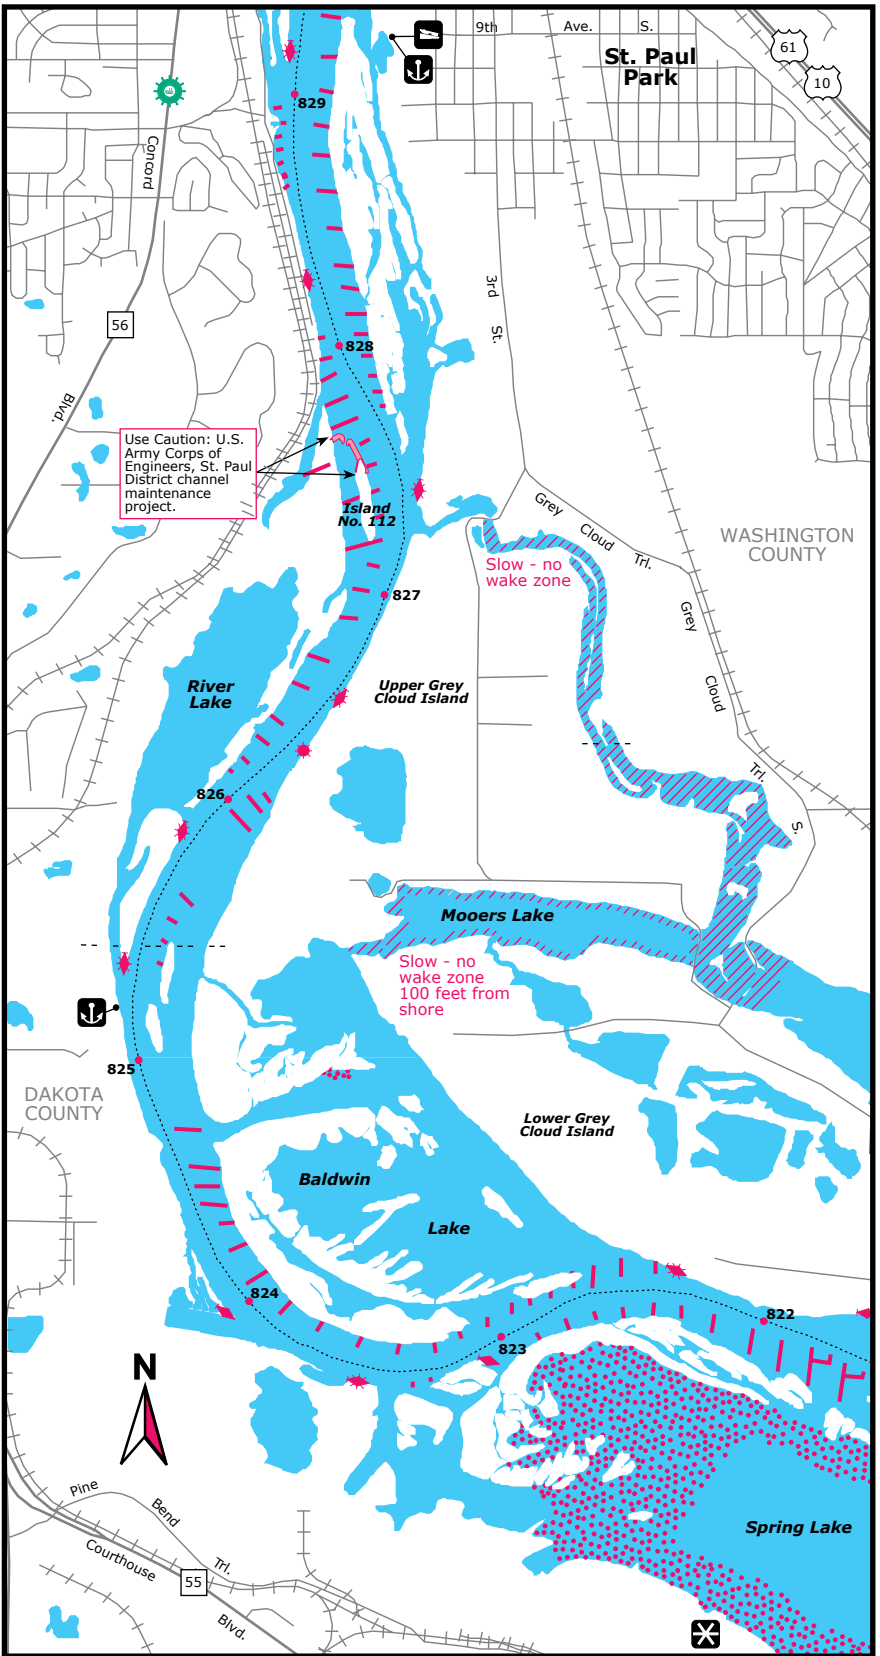 9th Ave. S.
St. Paul
Park
61
10
829
Concord
3rd St.
56
828
Blvd.
Use Caution: U.S.
Army Corps of
Engineers, St. Paul
District channel
maintenance
project.
Island
No. 112
Grey Cloud Trl.
WASHINGTON
COUNTY
Slow - no
wake zone
827
Grey Cloud Trl. S.
River
Lake
Upper Grey
Cloud Island
826
Mooers Lake
Slow - no
wake zone
100 feet from
shore
825
DAKOTA
COUNTY
Lower Grey
Cloud Island
Baldwin
Lake
824
822
823
N
Pine Bend Trl.
Courthouse Blvd.
55
Spring Lake